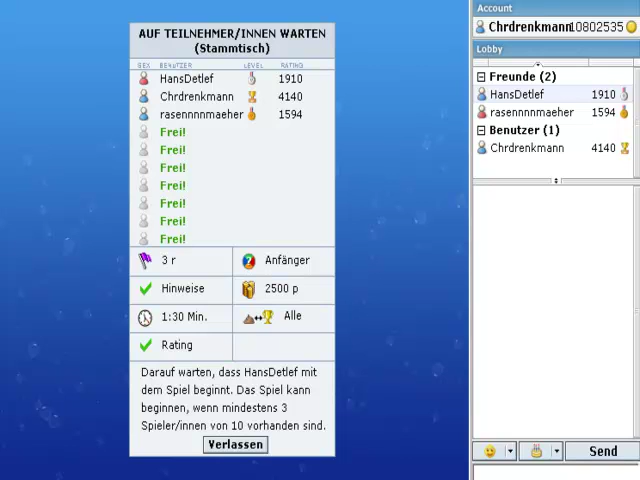 AUF TEILNEHMER/INNEN WARTEN
(Stammtisch)
SEX BENUTZER LEVEL RATING
HansDetlef 1910
Chrdrenkmann 4140
rasennnnmaeher 1594
Frei!
Frei!
Frei!
Frei!
Frei!
Frei!
Frei!
3 r Anfänger
Hinweise 2500 p
1:30 Min. Alle
Rating
Darauf warten, dass HansDetlef mit
dem Spiel beginnt. Das Spiel kann
beginnen, wenn mindestens 3
Spieler/innen von 10 vorhanden sind.
Verlassen
Account
Chrdrenkmann10802535
Lobby
Freunde (2)
HansDetlef 1910
rasennnnmaeher 1594
Benutzer (1)
Chrdrenkmann 4140
Send